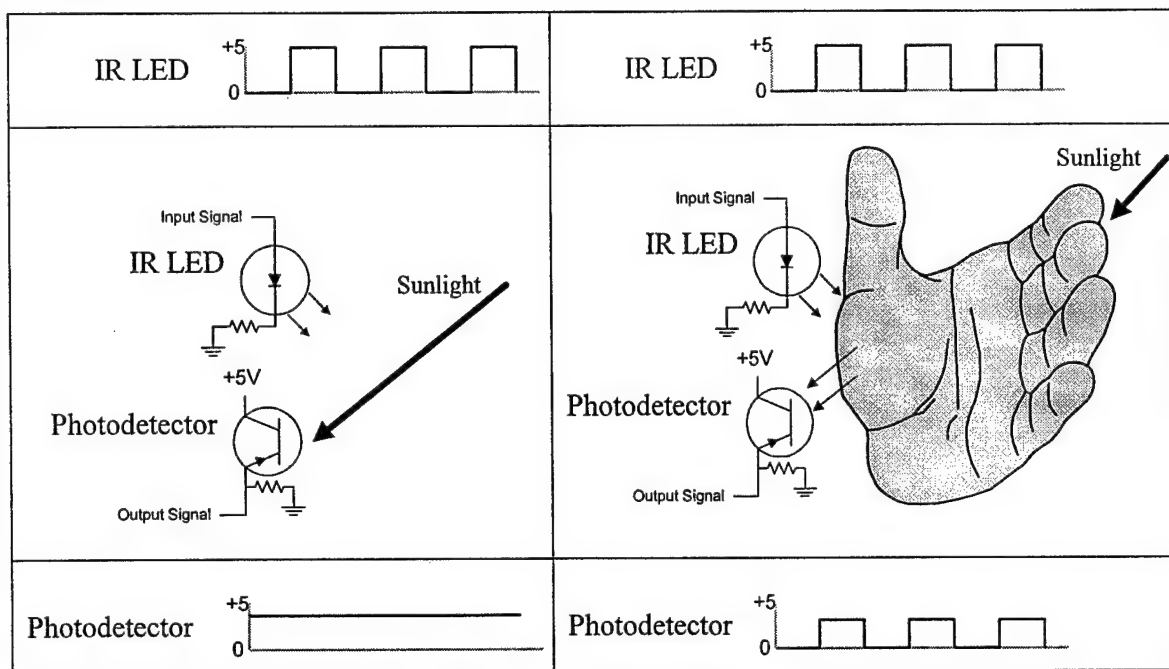 IR LED
+5
0
IR LED
+5
0
Input Signal
IR LED
Sunlight
+5V
Photodetector
Output Signal
Sunlight
Input Signal
IR LED
+5V
Photodetector
Output Signal
Photodetector
+5
0
Photodetector
+5
0